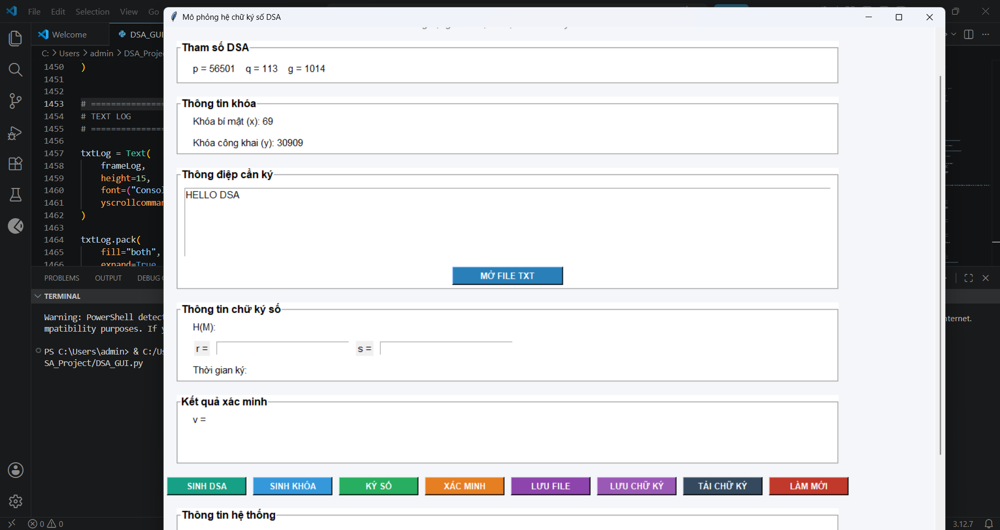 File Edit Selection View Go
Mô phỏng hệ chữ ký số DSA
Welcome
DSA_GUI
C: > Users > admin > DSA_Proje
1450 )
1451
1452
1453 # ===============
1454 # TEXT LOG
1455 # ===============
1456
1457 txtLog = Text(
1458 frameLog,
1459 height=15,
1460 font=("Consol
1461 yscrollcomman
1462 )
1463
1464 txtLog.pack(
1465 fill="both",
1466 expand=True
PROBLEMS OUTPUT DEBUG
TERMINAL
Warning: PowerShell detect
mpatibility purposes. If
nternet.
PS C:\Users\admin> & C:/Us
SA_Project/DSA_GUI.py
0 0
3.12.7
Tham số DSA
p = 56501 q = 113 g = 1014
Thông tin khóa
Khóa bí mật (x): 69
Khóa công khai (y): 30909
Thông điệp cần ký
HELLO DSA
MỞ FILE TXT
Thông tin chữ ký số
H(M):
r = s =
Thời gian ký:
Kết quả xác minh
v =
SINH DSA SINH KHÓA KÝ SỐ XÁC MINH LƯU FILE LƯU CHỮ KÝ TẢI CHỮ KÝ LÀM MỚI
Thông tin hệ thống